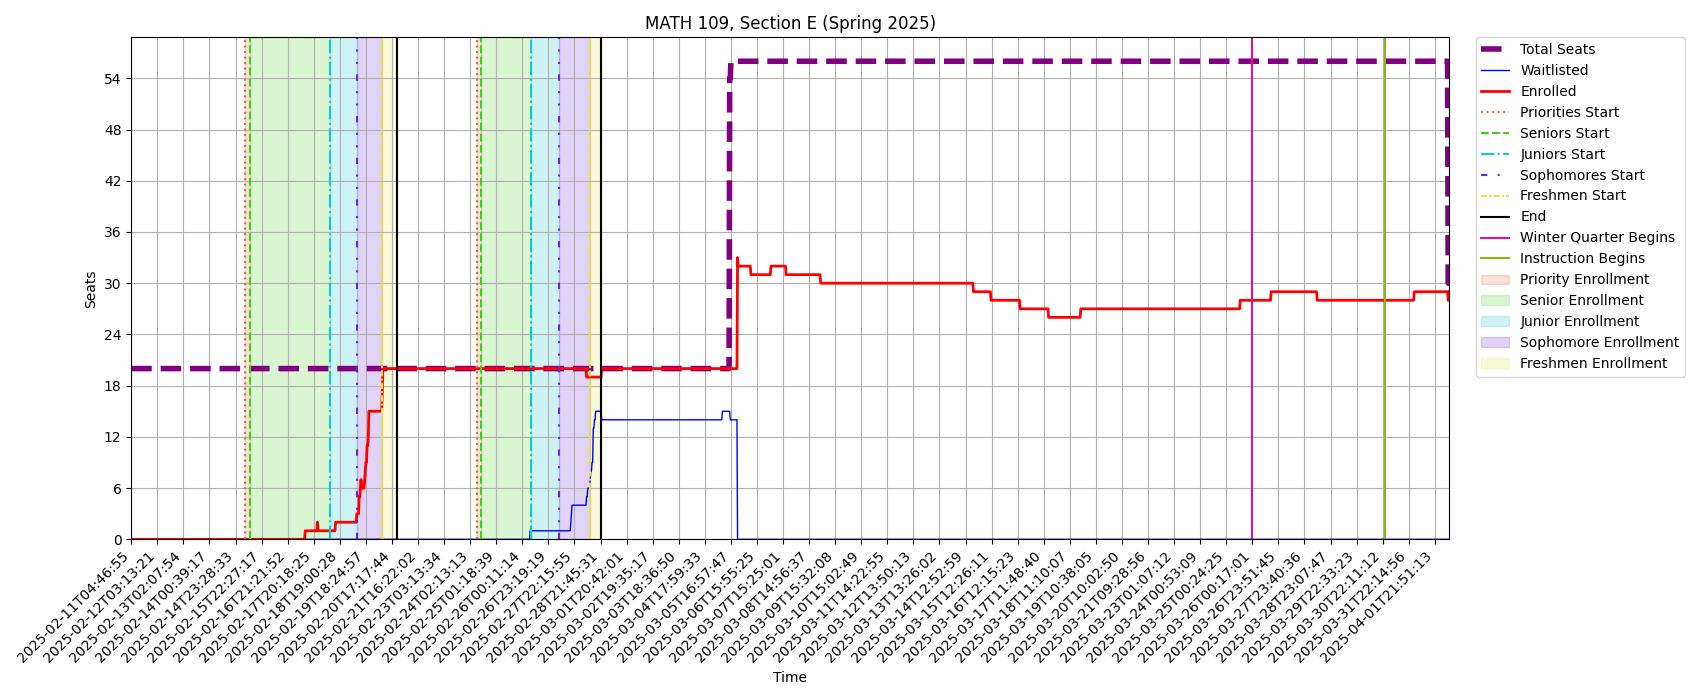 MATH 109, Section E (Spring 2025)
Seats
54
48
42
36
30
24
18
12
6
0
2025-02-11T04:46:55
2025-02-12T03:13:21
2025-02-13T02:07:54
2025-02-14T00:39:17
2025-02-14T23:28:33
2025-02-15T22:27:17
2025-02-16T21:21:52
2025-02-17T20:18:25
2025-02-18T19:00:28
2025-02-19T18:24:57
2025-02-20T17:17:44
2025-02-21T16:22:02
2025-02-23T03:13:34
2025-02-24T02:13:13
2025-02-25T01:18:39
2025-02-26T00:11:14
2025-02-26T23:19:19
2025-02-27T22:15:55
2025-02-28T21:45:31
2025-03-01T20:42:01
2025-03-02T19:35:17
2025-03-03T18:36:50
2025-03-04T17:59:33
2025-03-05T16:57:47
2025-03-06T15:55:25
2025-03-07T15:25:01
2025-03-08T14:56:37
2025-03-09T15:32:08
2025-03-10T15:02:49
2025-03-11T14:22:55
2025-03-12T13:50:13
2025-03-13T13:26:02
2025-03-14T12:52:59
2025-03-15T12:26:11
2025-03-16T12:15:23
2025-03-17T11:48:40
2025-03-18T11:10:07
2025-03-19T10:38:05
2025-03-20T10:02:50
2025-03-21T09:28:56
2025-03-23T01:07:12
2025-03-24T00:53:09
2025-03-25T00:24:25
2025-03-26T00:17:01
2025-03-26T23:51:45
2025-03-27T23:40:36
2025-03-28T23:07:47
2025-03-29T22:33:23
2025-03-30T22:11:12
2025-03-31T22:14:56
2025-04-01T21:51:13
Time
Total Seats
Waitlisted
Enrolled
Priorities Start
Seniors Start
Juniors Start
Sophomores Start
Freshmen Start
End
Winter Quarter Begins
Instruction Begins
Priority Enrollment
Senior Enrollment
Junior Enrollment
Sophomore Enrollment
Freshmen Enrollment